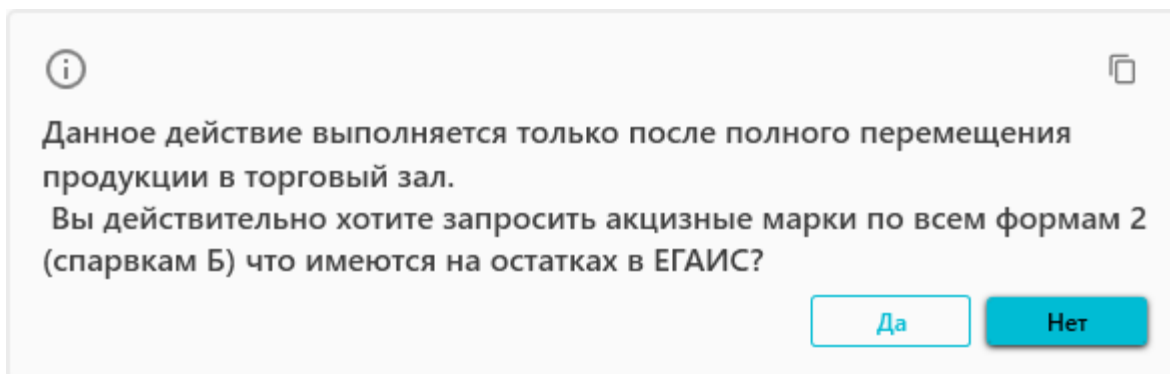 Данное действие выполняется только после полного перемещения
продукции в торговый зал.
Вы действительно хотите запросить акцизные марки по всем формам 2
(спарвкам Б) что имеются на остатках в ЕГАИС?
Да Нет